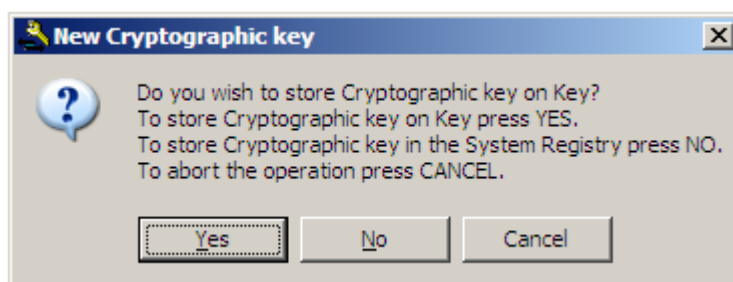 New Cryptographic key
Do you wish to store Cryptographic key on Key?
To store Cryptographic key on Key press YES.
To store Cryptographic key in the System Registry press NO.
To abort the operation press CANCEL.
Yes No Cancel